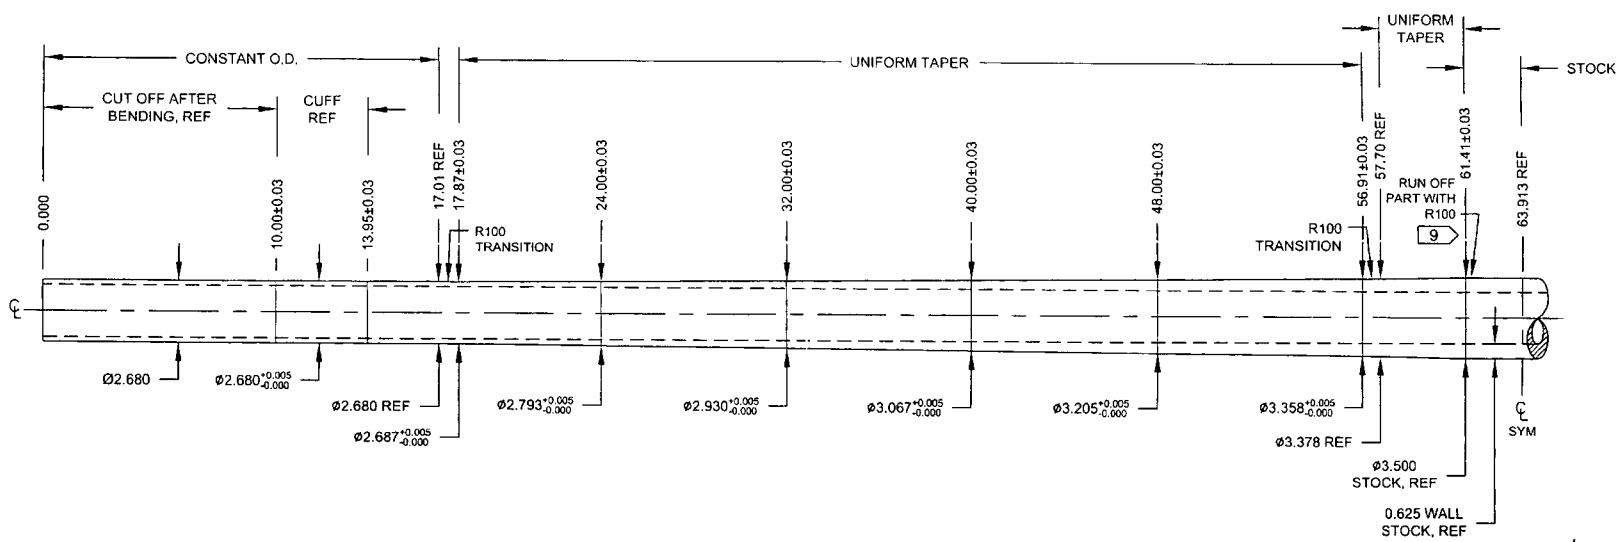 UNIFORM
TAPER
CONSTANT O.D.
UNIFORM TAPER
STOCK
CUT OFF AFTER
BENDING, REF
CUFF
REF
0.000
10.00±0.03
13.95±0.03
17.01 REF
17.87±0.03
24.00±0.03
32.00±0.03
40.00±0.03
48.00±0.03
56.91±0.03
57.70 REF
61.41±0.03
63.913 REF
R100
TRANSITION
R100
TRANSITION
RUN OFF
PART WITH
R100
9
℄
Ø2.680
Ø2.680+0.005
-0.000
Ø2.680 REF
Ø2.687+0.005
-0.000
Ø2.793+0.005
-0.000
Ø2.930+0.005
-0.000
Ø3.067+0.005
-0.000
Ø3.205+0.005
-0.000
Ø3.358+0.005
-0.000
Ø3.378 REF
Ø3.500
STOCK, REF
0.625 WALL
STOCK, REF
℄
SYM